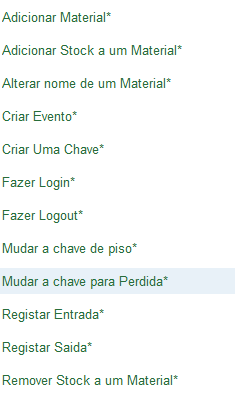 Adicionar Material*
Adicionar Stock a um Material*
Alterar nome de um Material*
Criar Evento*
Criar Uma Chave*
Fazer Login*
Fazer Logout*
Mudar a chave de piso*
Mudar a chave para Perdida*
Registar Entrada*
Registar Saida*
Remover Stock a um Material*